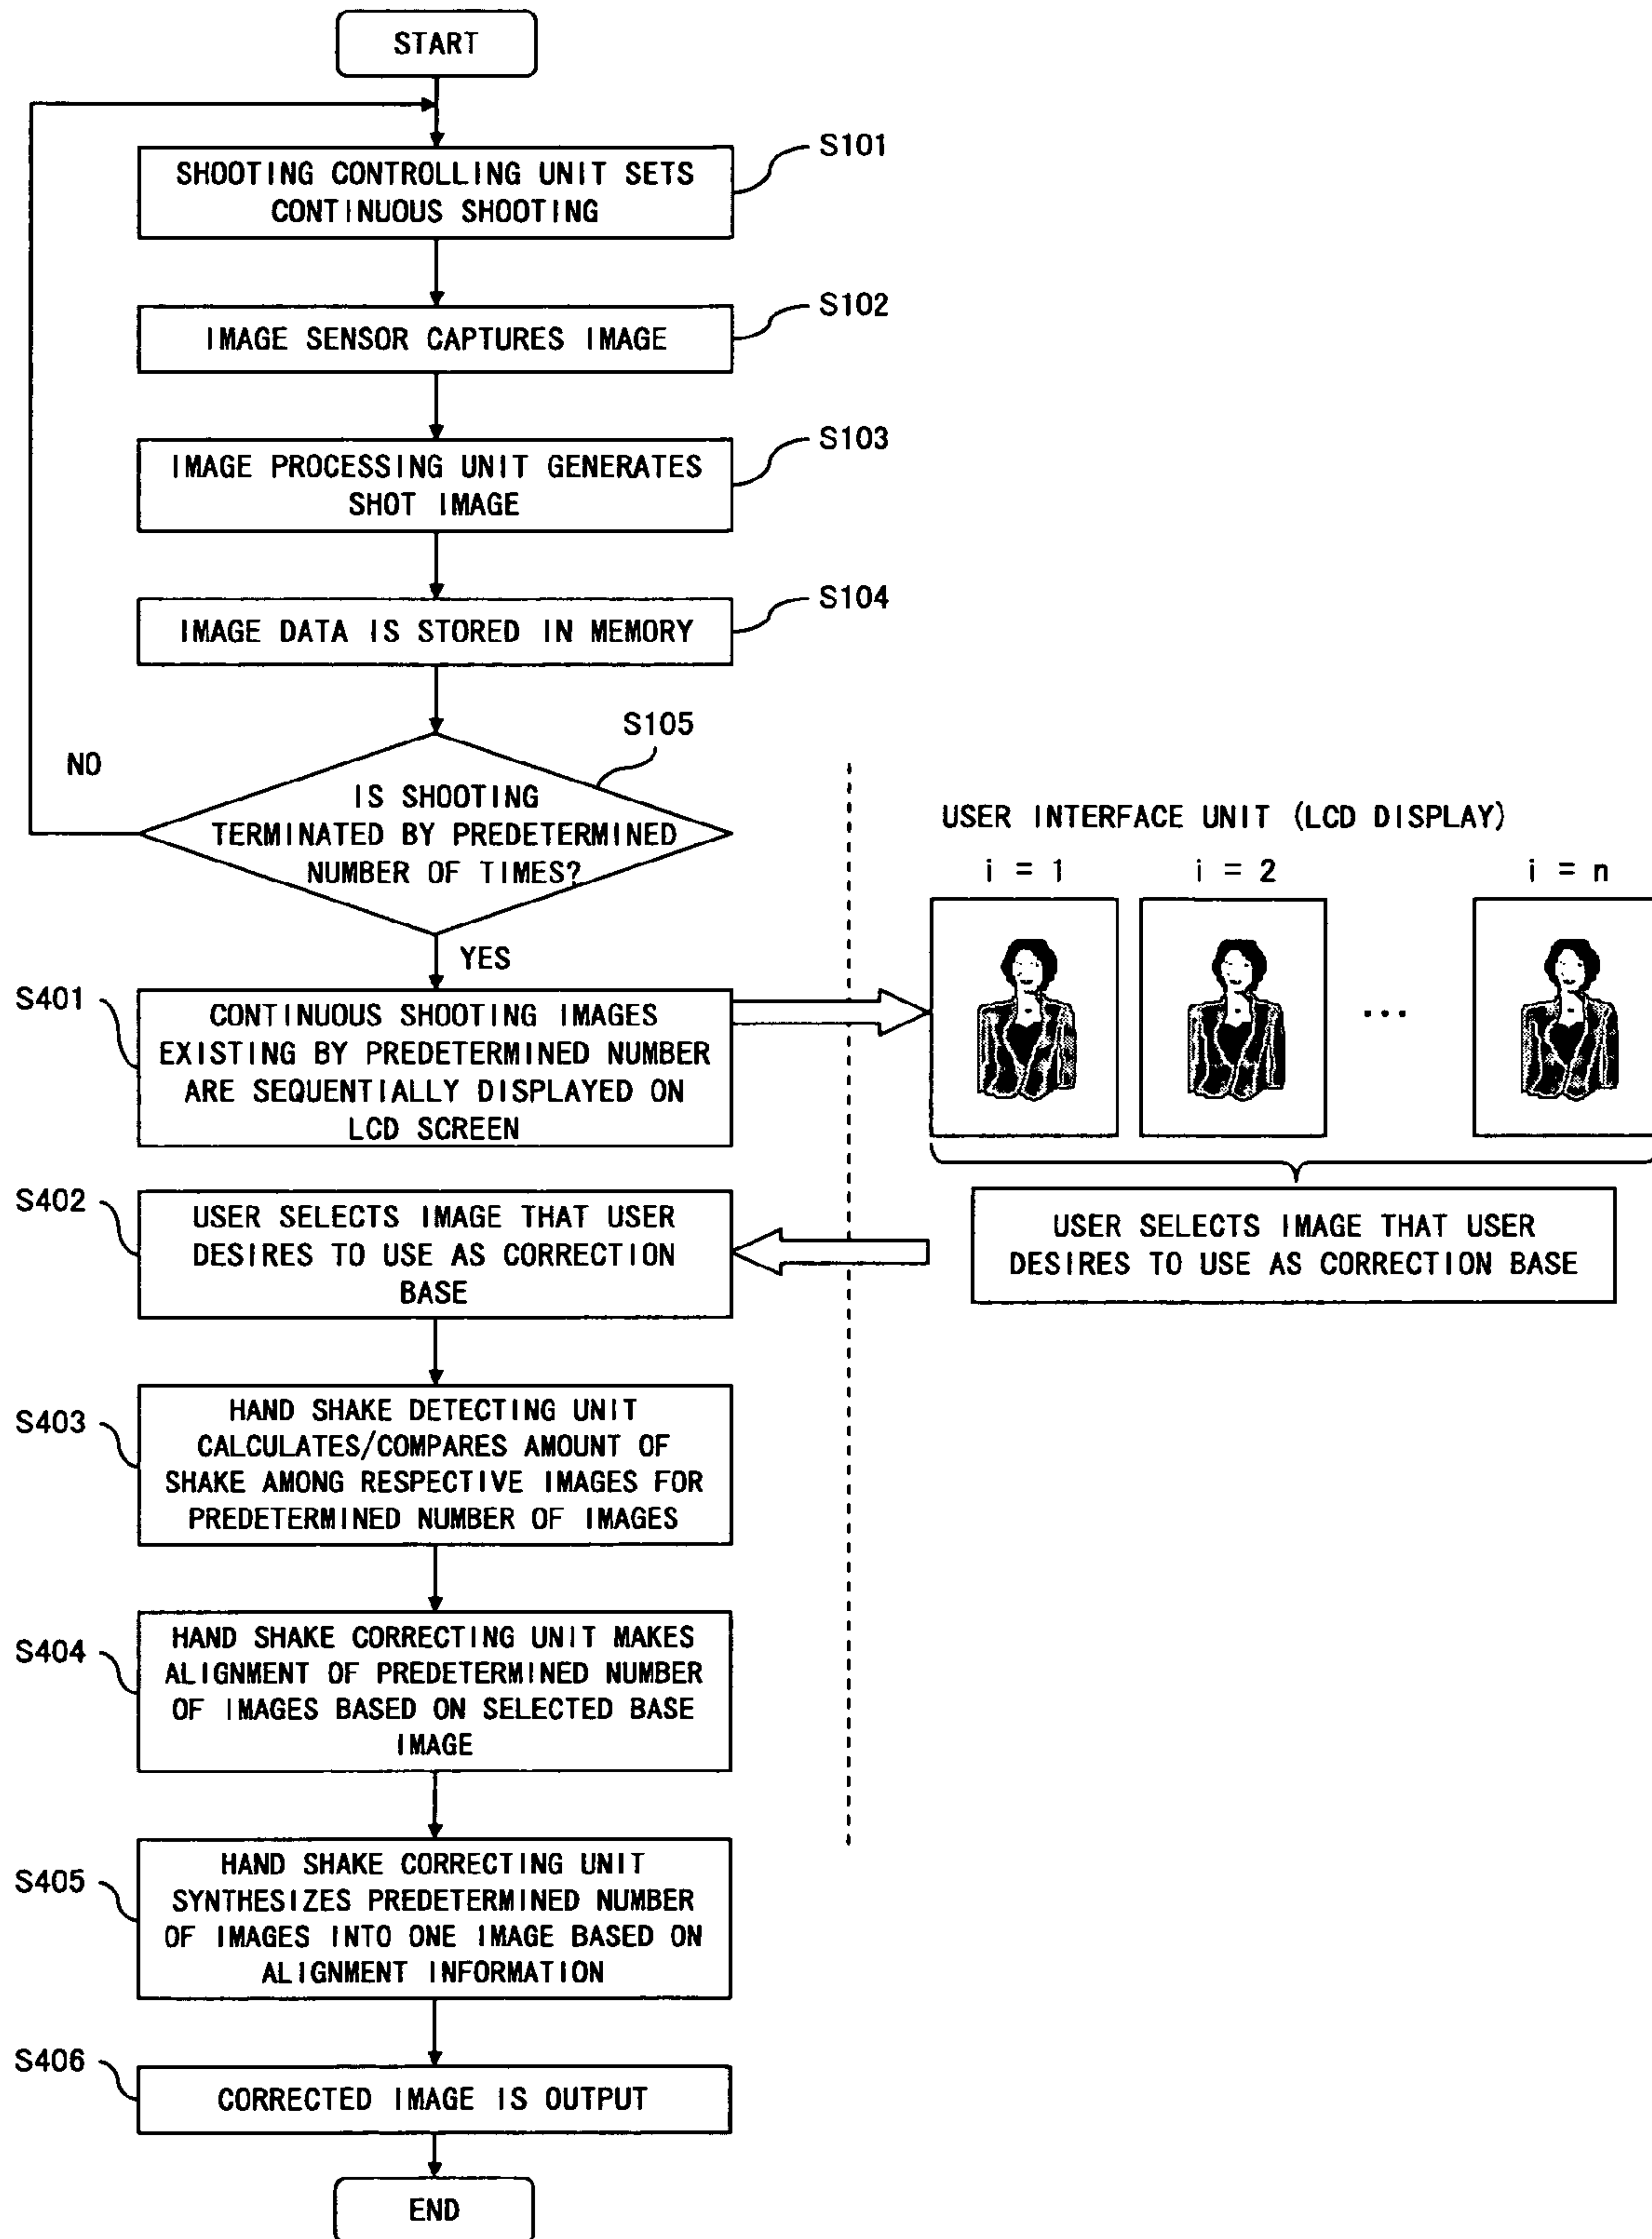 START
S101
SHOOTING CONTROLLING UNIT SETS
CONTINUOUS SHOOTING
S102
IMAGE SENSOR CAPTURES IMAGE
S103
IMAGE PROCESSING UNIT GENERATES
SHOT IMAGE
S104
IMAGE DATA IS STORED IN MEMORY
S105
NO
IS SHOOTING
TERMINATED BY PREDETERMINED
NUMBER OF TIMES?
YES
USER INTERFACE UNIT (LCD DISPLAY)
i = 1
i = 2
i = n
...
S401
CONTINUOUS SHOOTING IMAGES
EXISTING BY PREDETERMINED NUMBER
ARE SEQUENTIALLY DISPLAYED ON
LCD SCREEN
S402
USER SELECTS IMAGE THAT USER
DESIRES TO USE AS CORRECTION
BASE
USER SELECTS IMAGE THAT USER
DESIRES TO USE AS CORRECTION BASE
S403
HAND SHAKE DETECTING UNIT
CALCULATES/COMPARES AMOUNT OF
SHAKE AMONG RESPECTIVE IMAGES FOR
PREDETERMINED NUMBER OF IMAGES
S404
HAND SHAKE CORRECTING UNIT MAKES
ALIGNMENT OF PREDETERMINED NUMBER
OF IMAGES BASED ON SELECTED BASE
IMAGE
S405
HAND SHAKE CORRECTING UNIT
SYNTHESIZES PREDETERMINED NUMBER
OF IMAGES INTO ONE IMAGE BASED ON
ALIGNMENT INFORMATION
S406
CORRECTED IMAGE IS OUTPUT
END